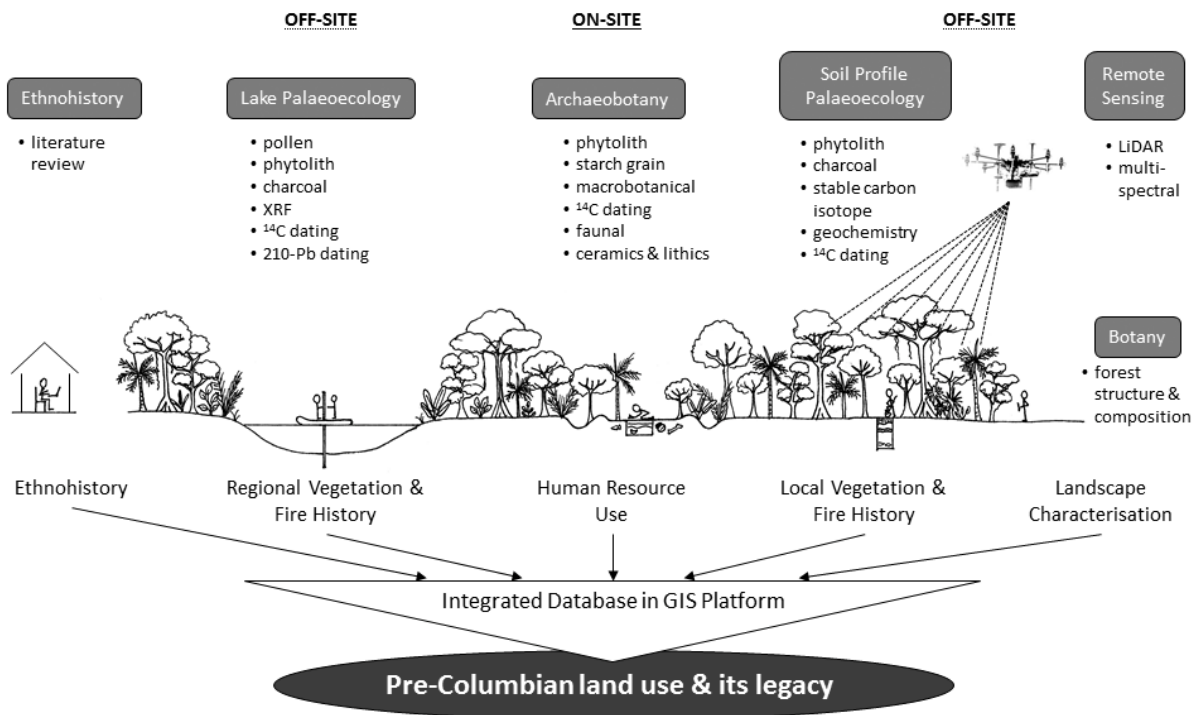 OFF-SITE
ON-SITE
OFF-SITE
Ethnohistory
• literature
review
Lake Palaeoecology
• pollen
• phytolith
• charcoal
• XRF
• ¹⁴C dating
• 210-Pb dating
Archaeobotany
• phytolith
• starch grain
• macrobotanical
• ¹⁴C dating
• faunal
• ceramics & lithics
Soil Profile
Palaeoecology
• phytolith
• charcoal
• stable carbon
isotope
• geochemistry
• ¹⁴C dating
Remote
Sensing
• LiDAR
• multi-
spectral
Botany
• forest
structure &
composition
Ethnohistory
Regional Vegetation &
Fire History
Human Resource
Use
Local Vegetation &
Fire History
Landscape
Characterisation
Integrated Database in GIS Platform
Pre-Columbian land use & its legacy